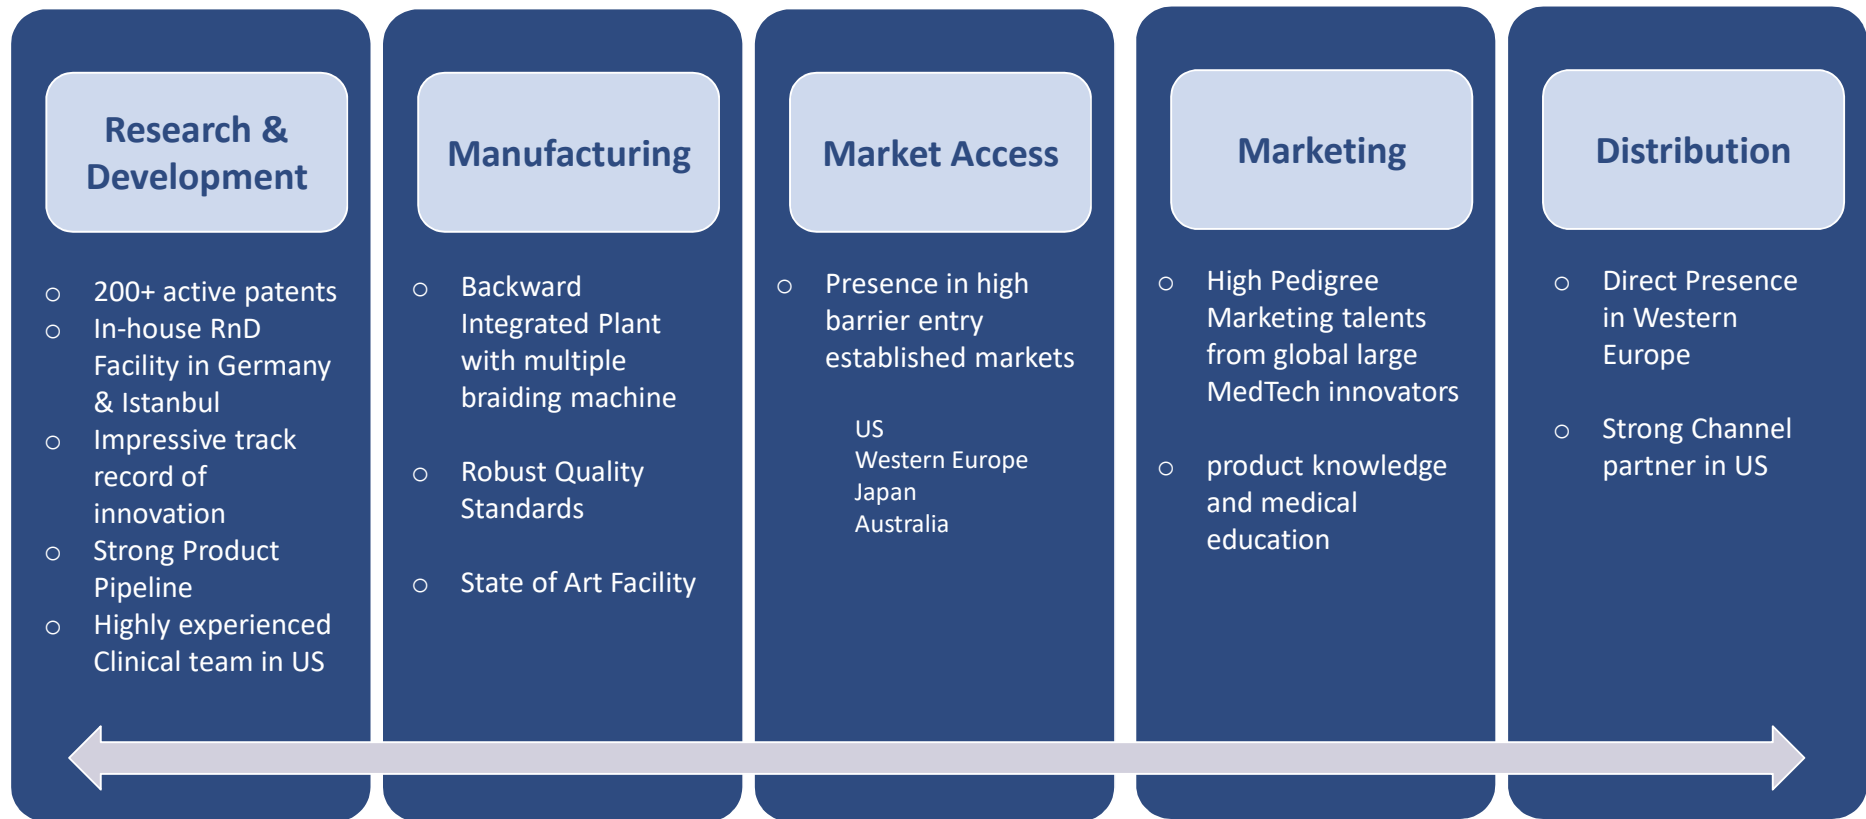 Research &
Development
○ 200+ active patents
○ In-house RnD
Facility in Germany
& Istanbul
○ Impressive track
record of
innovation
○ Strong Product
Pipeline
○ Highly experienced
Clinical team in US
Manufacturing
○ Backward
Integrated Plant
with multiple
braiding machine
○ Robust Quality
Standards
○ State of Art Facility
Market Access
○ Presence in high
barrier entry
established markets
US
Western Europe
Japan
Australia
Marketing
○ High Pedigree
Marketing talents
from global large
MedTech innovators
○ product knowledge
and medical
education
Distribution
○ Direct Presence
in Western
Europe
○ Strong Channel
partner in US